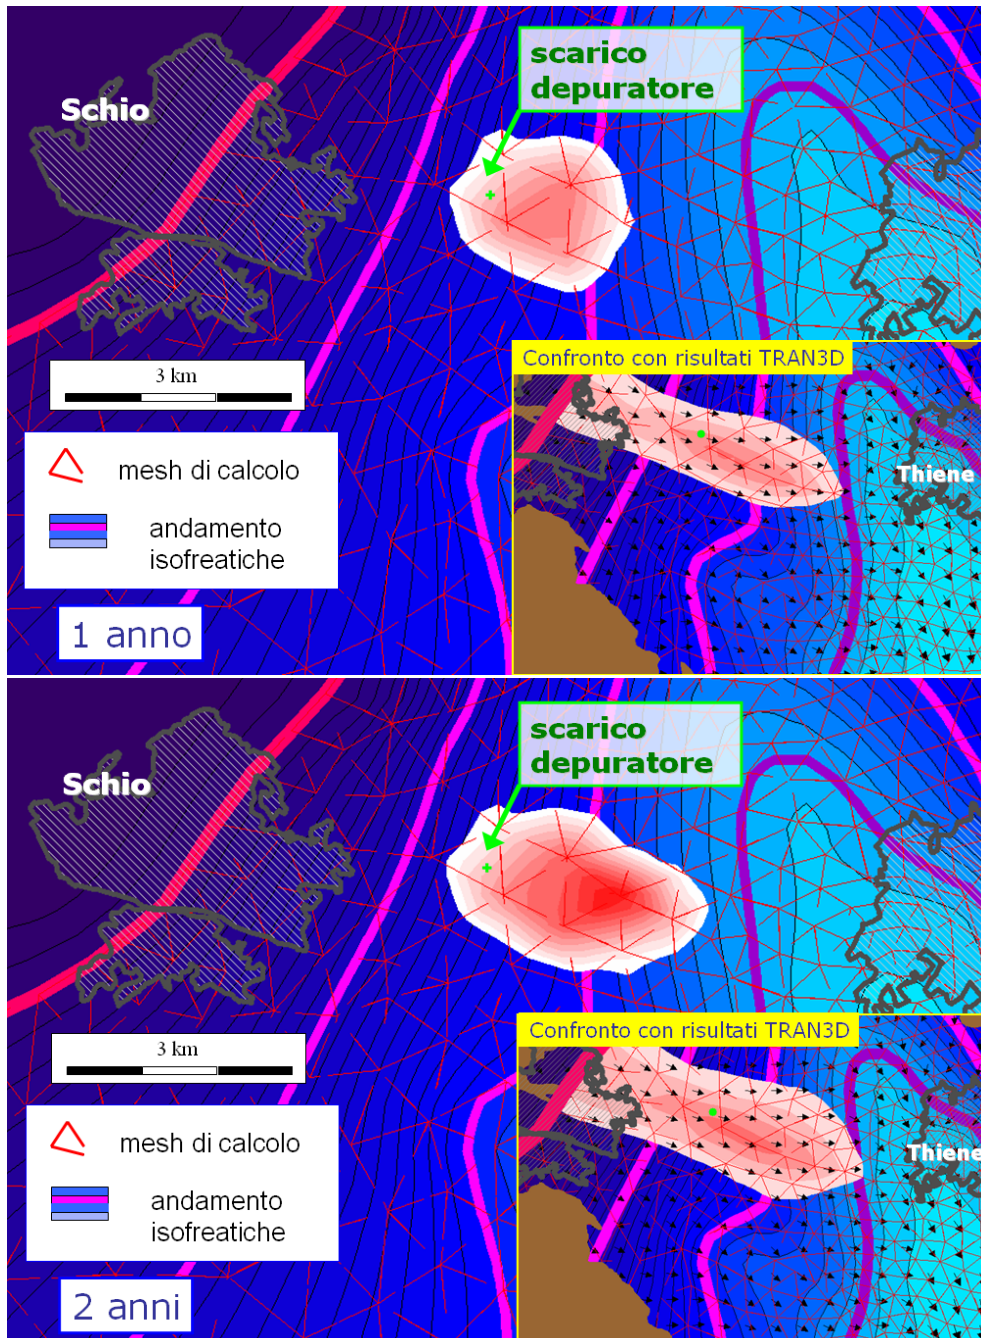 scarico
depuratore
Schio
Confronto con risultati TRAN3D
3 km
mesh di calcolo
Thiene
andamento
isofreatiche
1 anno
scarico
depuratore
Schio
Confronto con risultati TRAN3D
3 km
mesh di calcolo
Thiene
andamento
isofreatiche
2 anni